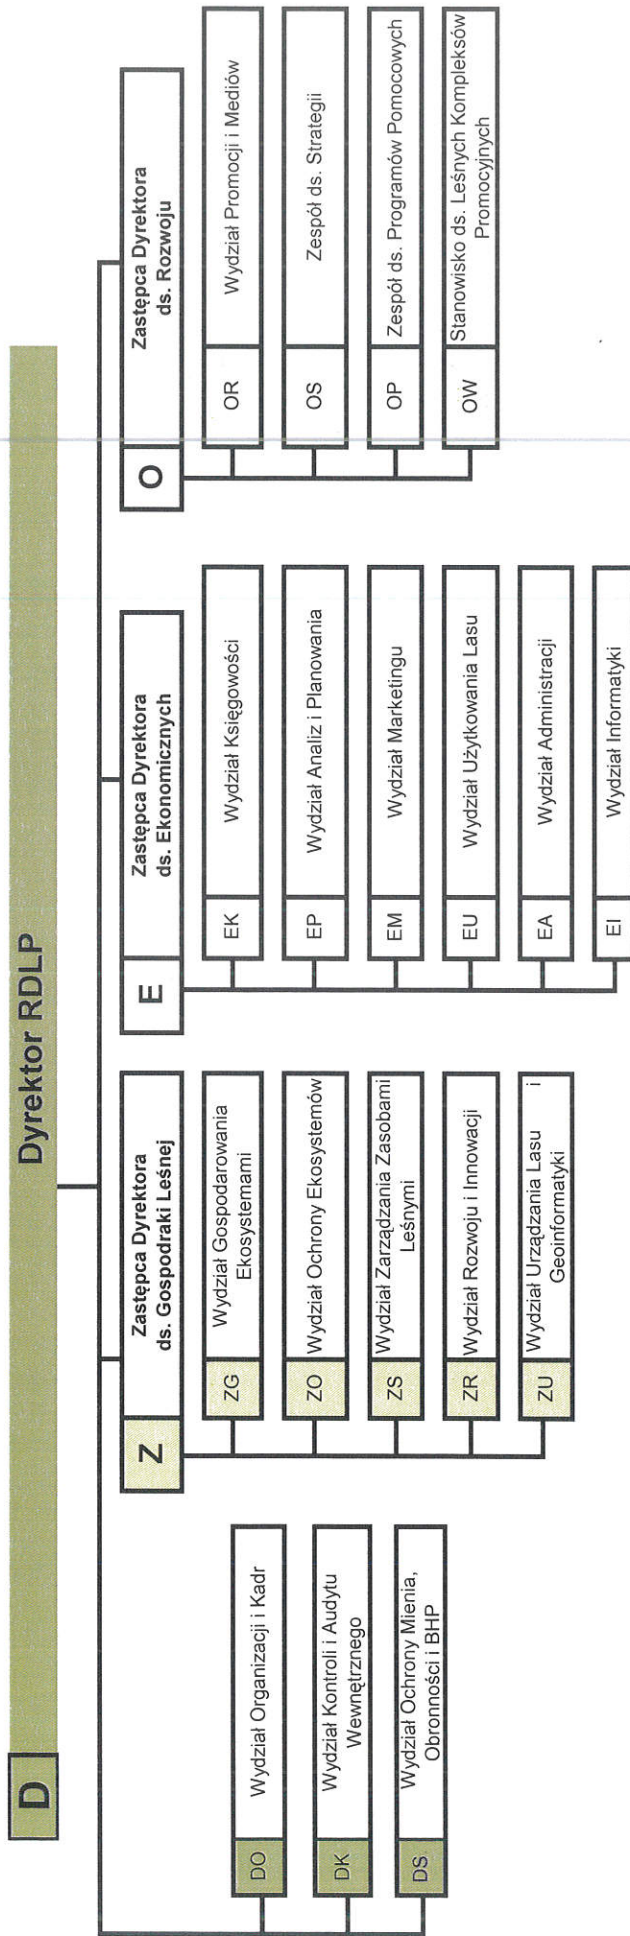 D
Dyrektor RDLP
DO
Wydział Organizacji i Kadr
DK
Wydział Kontroli i Audytu
Wewnętrznego
DS
Wydział Ochrony Mienia,
Obronności i BHP
Z
Zastępca Dyrektora
ds. Gospodraki Leśnej
ZG
Wydział Gospodarowania
Ekosystemami
ZO
Wydział Ochrony Ekosystemów
ZS
Wydział Zarządzania Zasobami
Leśnymi
ZR
Wydział Rozwoju i Innowacji
ZU
Wydział Urządzania Lasu i
Geoinformatyki
E
Zastępca Dyrektora
ds. Ekonomicznych
EK
Wydział Księgowości
EP
Wydział Analiz i Planowania
EM
Wydział Marketingu
EU
Wydział Użytkowania Lasu
EA
Wydział Administracji
EI
Wydział Informatyki
O
Zastępca Dyrektora
ds. Rozwoju
OR
Wydział Promocji i Mediów
OS
Zespół ds. Strategii
OP
Zespół ds. Programów Pomocowych
OW
Stanowisko ds. Leśnych Kompleksów
Promocyjnych